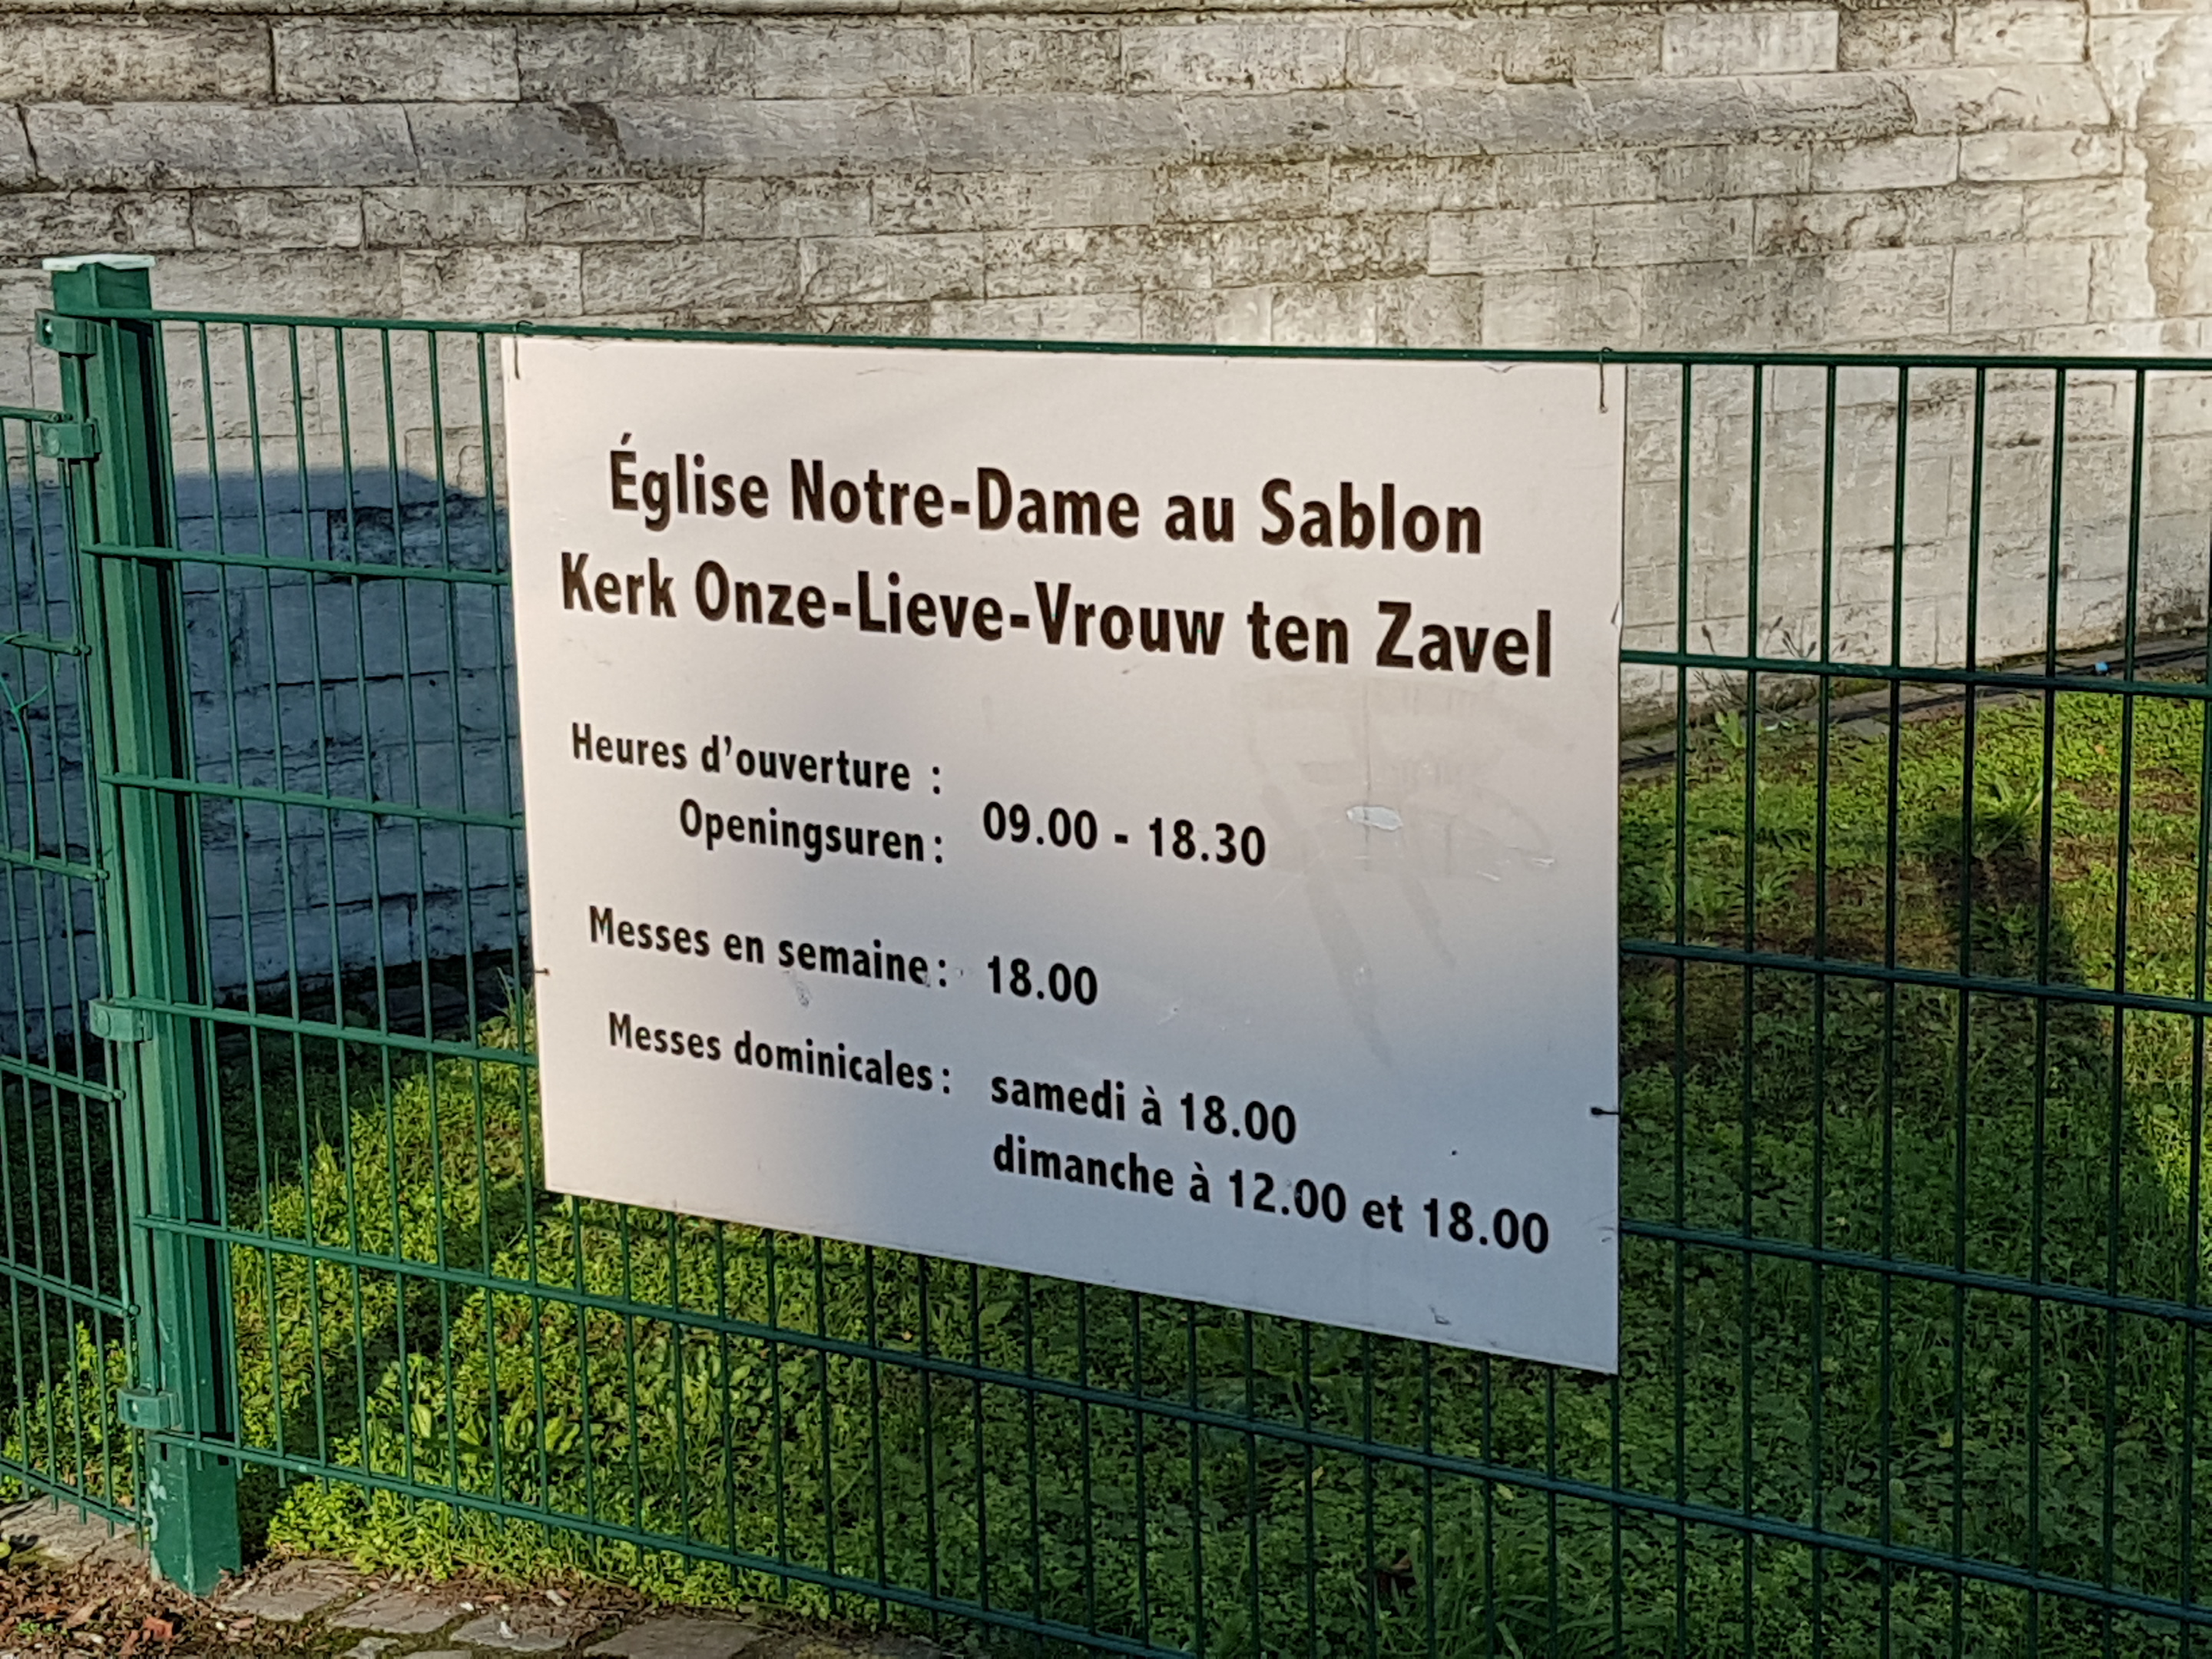 Église Notre-Dame au Sablon
Kerk Onze-Lieve-Vrouw ten Zavel
Heures d'ouverture :
Openingsuren: 09.00 - 18.30
Messes en semaine: 18.00
Messes dominicales: samedi à 18.00
dimanche à 12.00 et 18.00